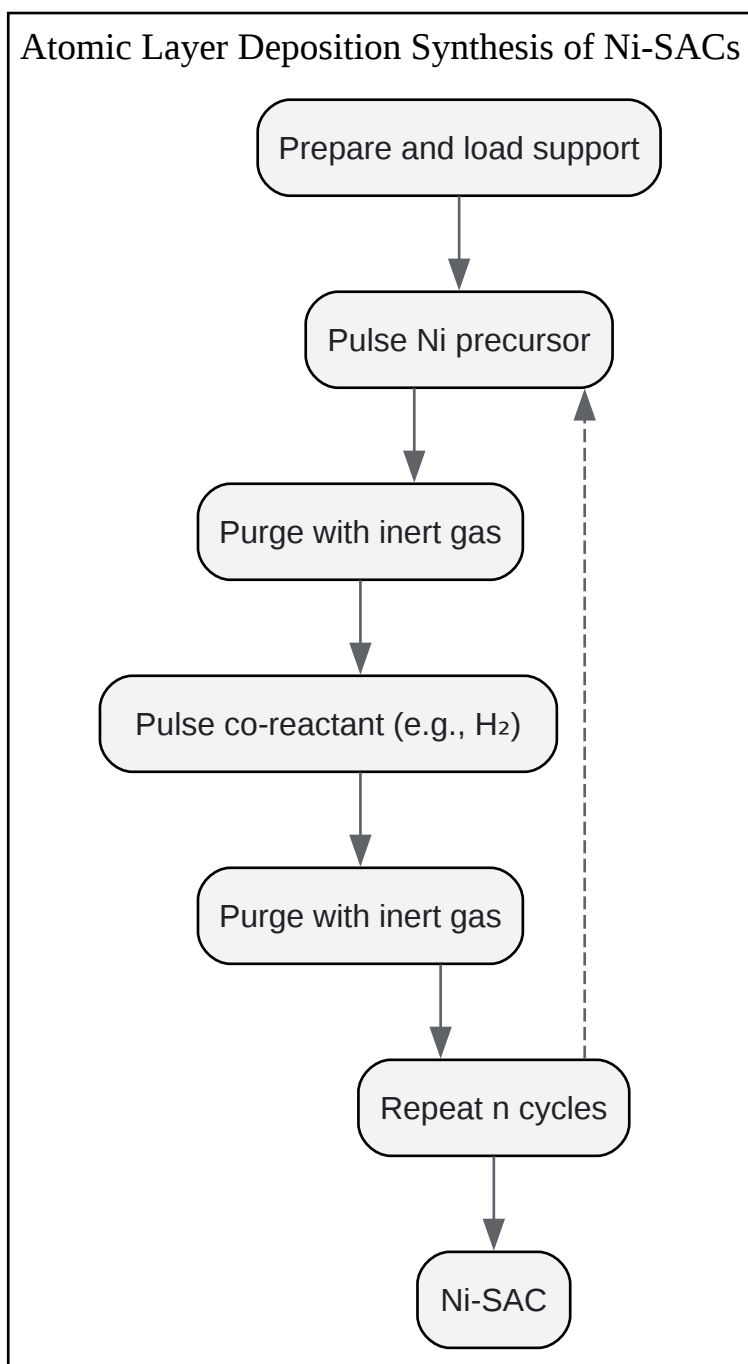 Atomic Layer Deposition Synthesis of Ni-SACs
Prepare and load support
Pulse Ni precursor
Purge with inert gas
Pulse co-reactant (e.g., H₂)
Purge with inert gas
Repeat n cycles
Ni-SAC